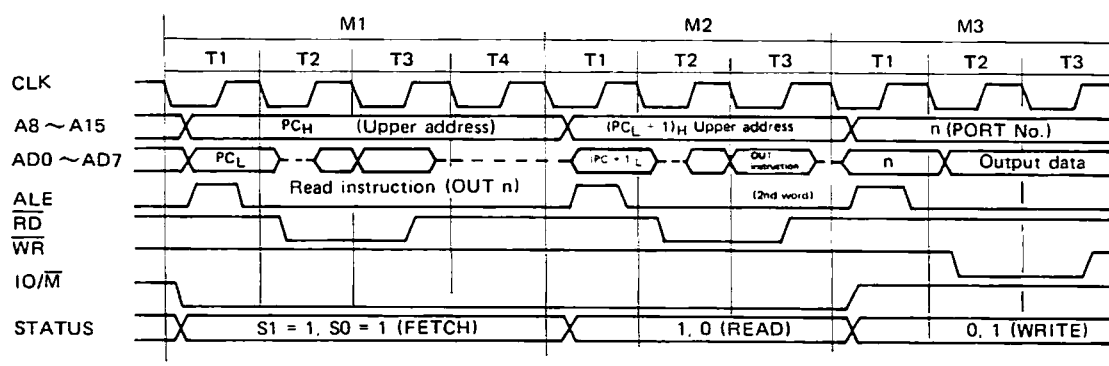 M1 M2 M3
T1 T2 T3 T4 T1 T2 T3 T1 T2 T3
CLK
A8～A15 PCH (Upper address) (PCL + 1)H Upper address n (PORT No.)
AD0～AD7 PCL (PC + 1)L OUT instruction n Output data
Read instruction (OUT n) (2nd word)
ALE
RD
WR
IO/M
STATUS S1 = 1, S0 = 1 (FETCH) 1, 0 (READ) 0, 1 (WRITE)